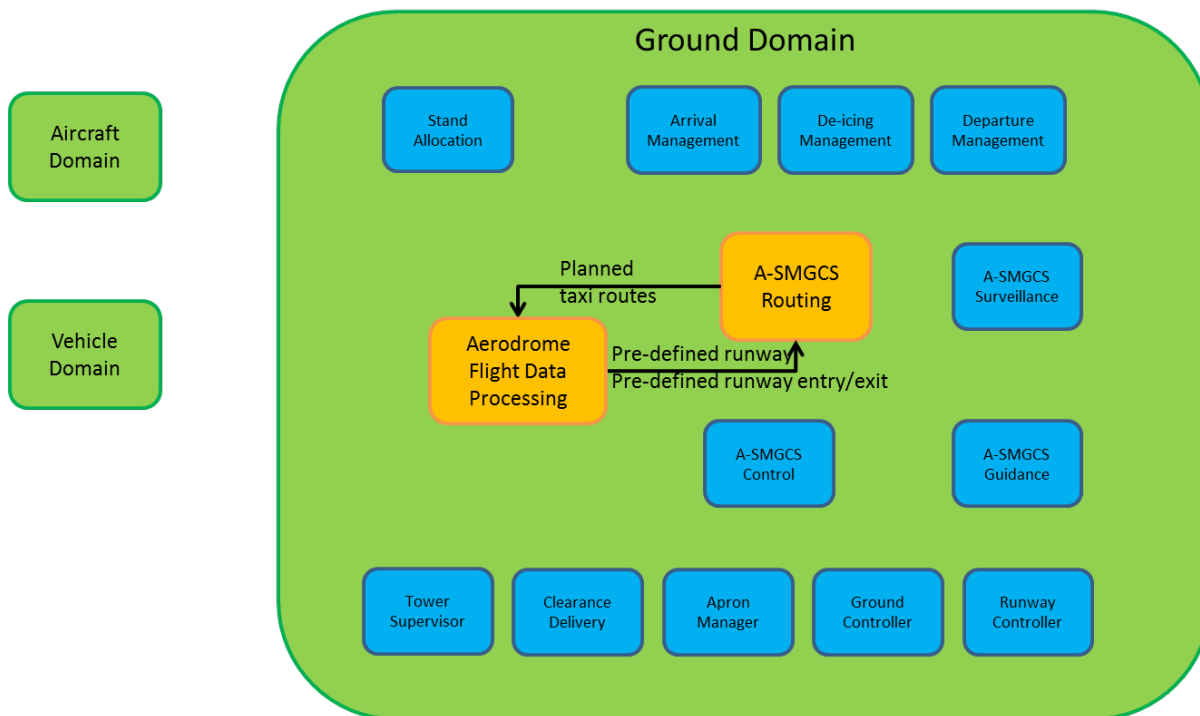 Ground Domain
Aircraft
Domain
Stand
Allocation
Arrival
Management
De-icing
Management
Departure
Management
Vehicle
Domain
Planned
taxi routes
A-SMGCS
Routing
A-SMGCS
Surveillance
Aerodrome
Flight Data
Processing
Pre-defined runway
Pre-defined runway entry/exit
A-SMGCS
Control
A-SMGCS
Guidance
Tower
Supervisor
Clearance
Delivery
Apron
Manager
Ground
Controller
Runway
Controller